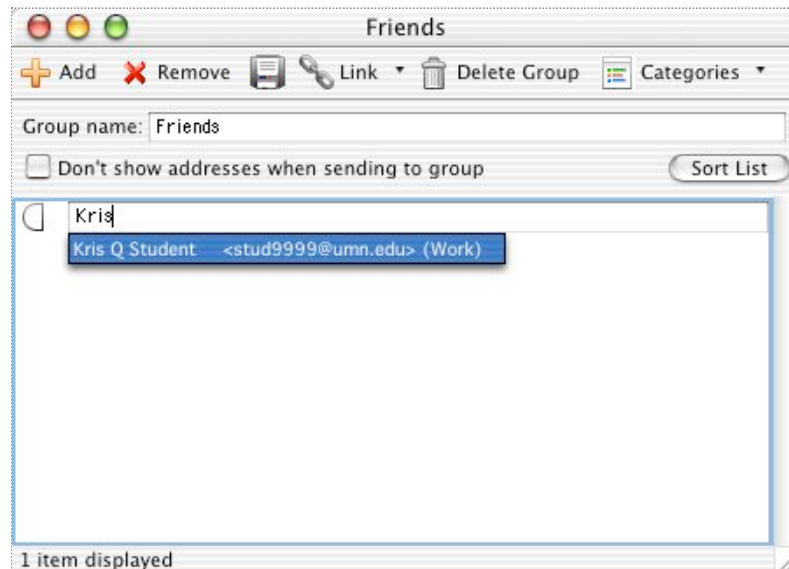 Friends
Add Remove Link Delete Group Categories
Group name: Friends
Don't show addresses when sending to group Sort List
Kris
Kris Q Student <stud9999@umn.edu> (Work)
1 item displayed